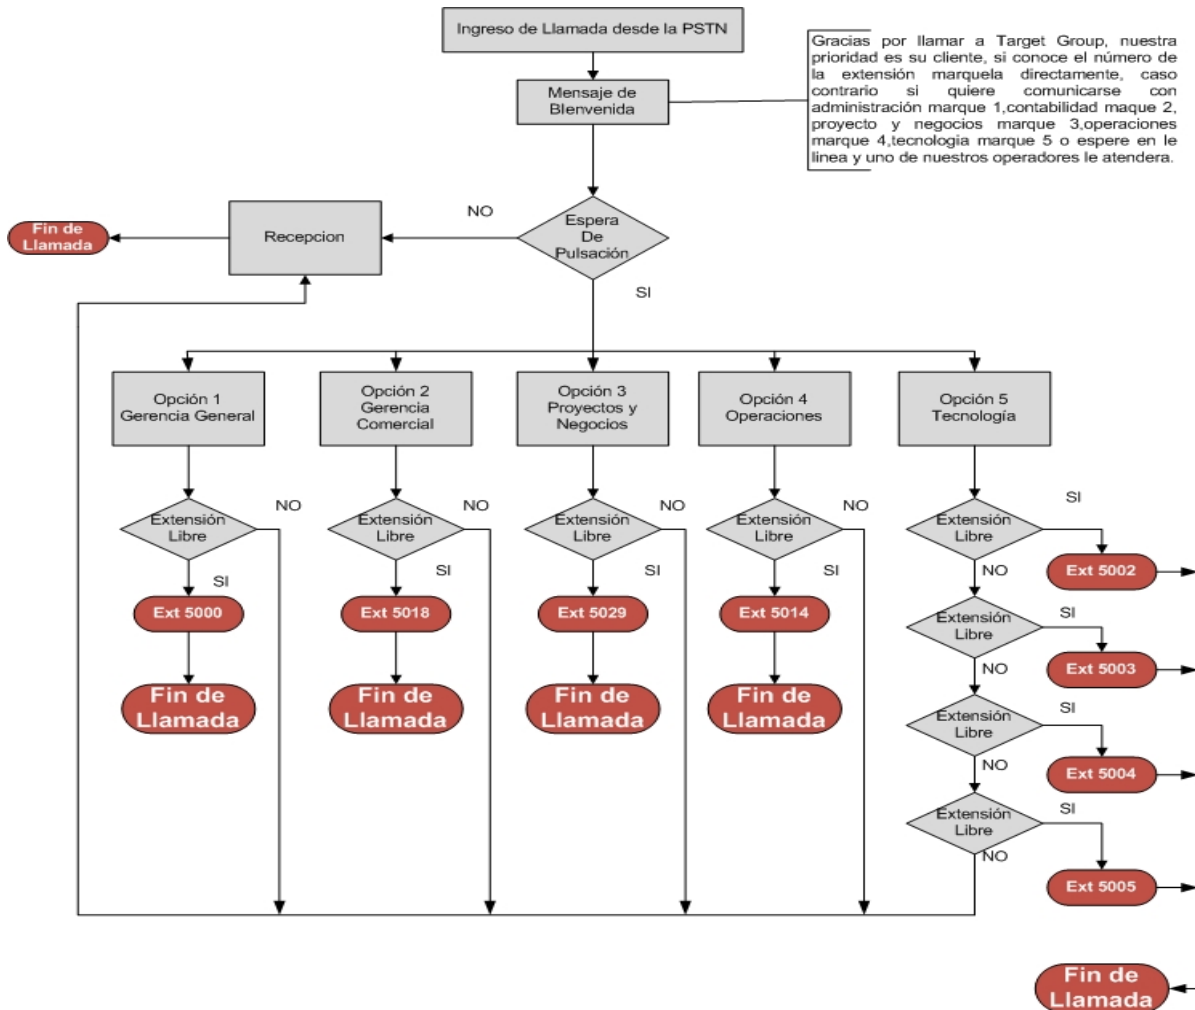 Ingreso de Llamada desde la PSTN
Gracias por llamar a Target Group, nuestra
prioridad es su cliente, si conoce el número de
la extensión marquela directamente, caso
contrario si quiere comunicarse con
administración marque 1,contabilidad maque 2,
proyecto y negocios marque 3,operaciones
marque 4,tecnologia marque 5 o espere en le
linea y uno de nuestros operadores le atendera.
Mensaje de
BIenvenida
Espera
De
Pulsación
NO
SI
Recepcion
Fin de
Llamada
Opción 1
Gerencia General
Opción 2
Gerencia
Comercial
Opción 3
Proyectos y
Negocios
Opción 4
Operaciones
Opción 5
Tecnología
Extensión
Libre
NO
SI
Ext 5000
Fin de
Llamada
Extensión
Libre
NO
SI
Ext 5018
Fin de
Llamada
Extensión
Libre
NO
SI
Ext 5029
Fin de
Llamada
Extensión
Libre
NO
SI
Ext 5014
Fin de
Llamada
Extensión
Libre
SI
Ext 5002
NO
Extensión
Libre
SI
Ext 5003
NO
Extensión
Libre
SI
Ext 5004
NO
Extensión
Libre
SI
Ext 5005
NO
Fin de
Llamada